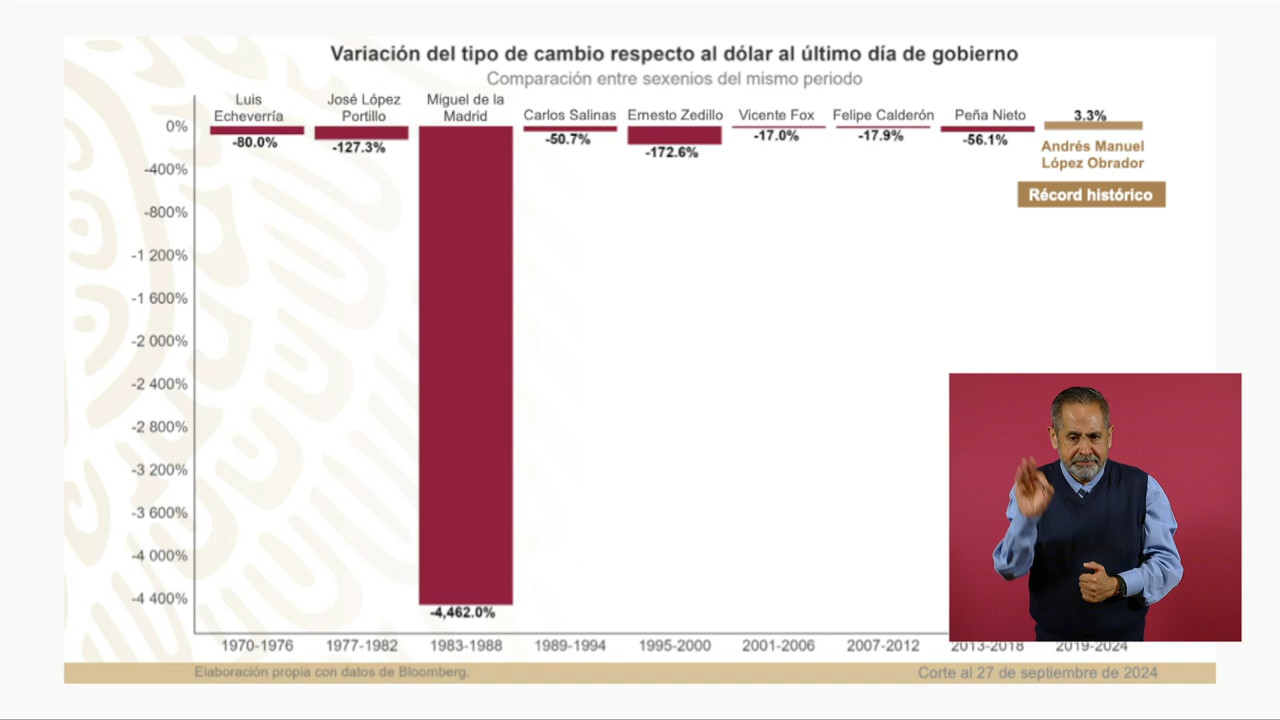 Variación del tipo de cambio respecto al dólar al último día de gobierno
Comparación entre sexenios del mismo periodo
Luis
Echeverría
José López
Portillo
Miguel de la
Madrid
Carlos Salinas
Ernesto Zedillo
Vicente Fox
Felipe Calderón
Peña Nieto
3.3%
Andrés Manuel
López Obrador
Récord histórico
-80.0%
-127.3%
-4,462.0%
-50.7%
-172.6%
-17.0%
-17.9%
-56.1%
0%
-400%
-800%
-1 200%
-1 600%
-2 000%
-2 400%
-2 800%
-3 200%
-3 600%
-4 000%
-4 400%
1970-1976
1977-1982
1983-1988
1989-1994
1995-2000
2001-2006
2007-2012
2013-2018
2019-2024
Elaboración propia con datos de Bloomberg.
Corte al 27 de septiembre de 2024